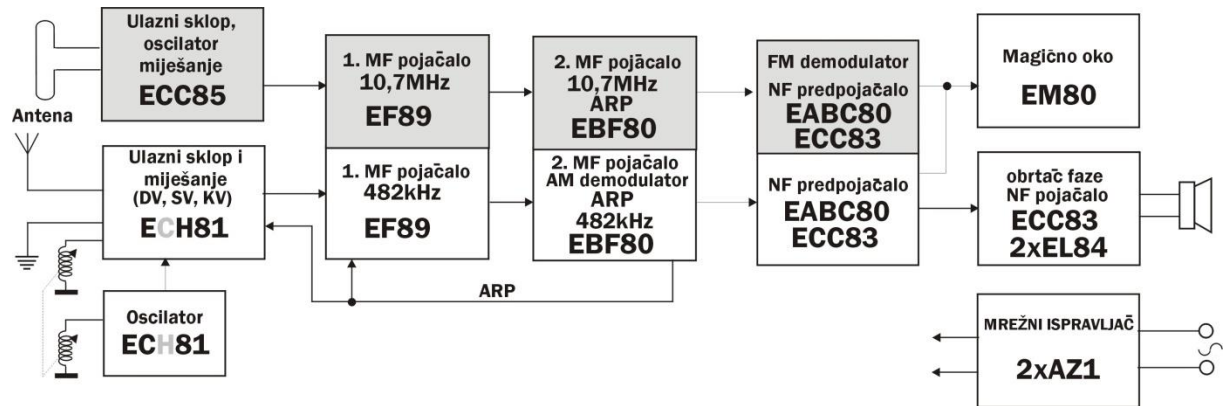 Ulazni sklop,
oscilator
miješanje
ECC85
Antena
Ulazni sklop i
miješanje
(DV, SV, KV)
ECH81
Oscilator
ECH81
1. MF pojačalo
10,7MHz
EF89
1. MF pojačalo
482kHz
EF89
2. MF pojăcalo
10,7MHz
ARP
EBF80
2. MF pojačalo
AM demodulator
ARP
482kHz
EBF80
ARP
FM demodulator
NF predpojačalo
EABC80
ECC83
NF predpojačalo
EABC80
ECC83
Magično oko
EM80
obrtač faze
NF pojačalo
ECC83
2xEL84
MREŽNI ISPRAVLJAČ
2xAZ1